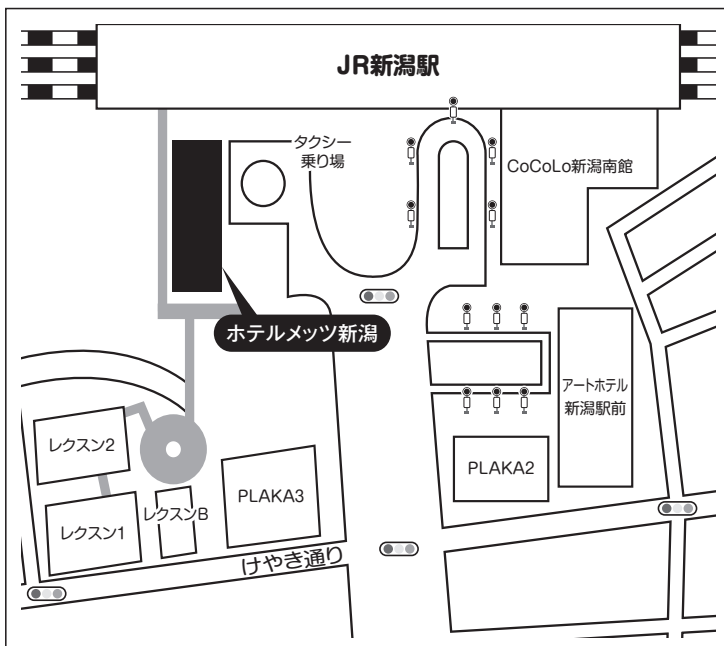 JR新潟駅
タクシー
乗り場
CoCoLo新潟南館
ホテルメッツ新潟
アートホテル
新潟駅前
レクスン2
PLAKA2
PLAKA3
レクスンB
レクスン1
けやき通り